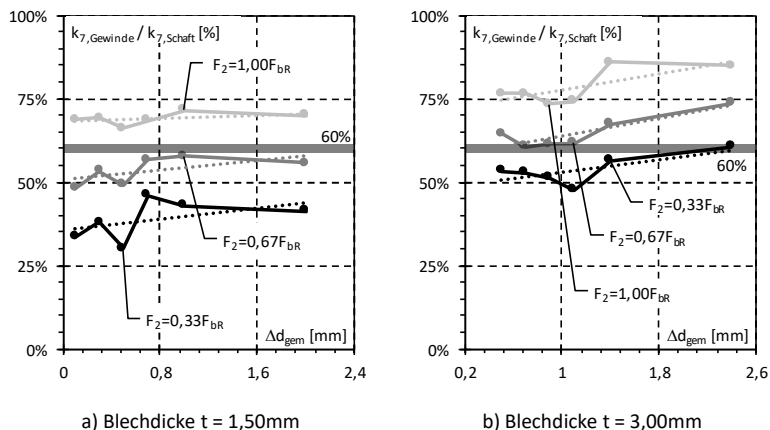 100%
75%
50%
25%
0%
k7,Gewinde / k7,Schaft [%]
F2=1,00FbR
60%
F2=0,67FbR
F2=0,33FbR
Δdgem [mm]
0 0,8 1,6 2,4
a) Blechdicke t = 1,50mm
100%
75%
50%
25%
0%
k7,Gewinde / k7,Schaft [%]
60%
F2=0,33FbR
F2=0,67FbR
F2=1,00FbR
Δdgem [mm]
0,2 1 1,8 2,6
b) Blechdicke t = 3,00mm